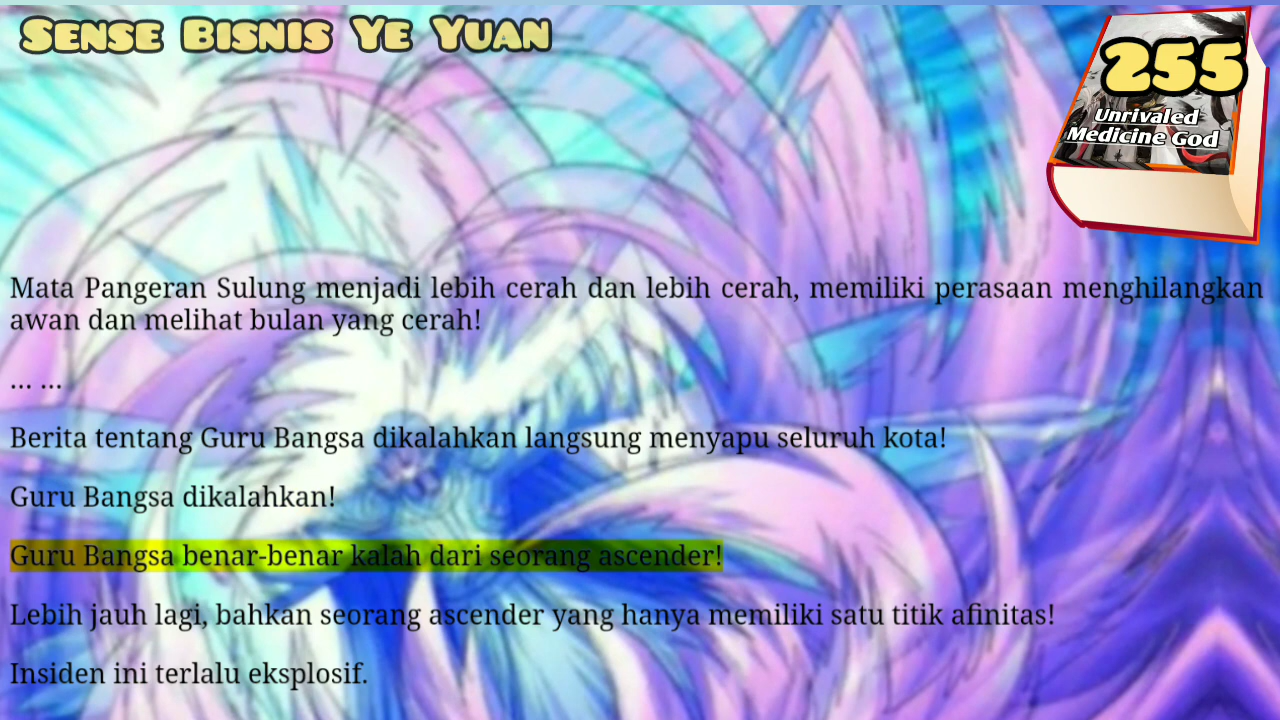 Sense Bisnis Ye Yuan
255
Unrivaled
Medicine God
Mata Pangeran Sulung menjadi lebih cerah dan lebih cerah, memiliki perasaan menghilangkan
awan dan melihat bulan yang cerah!
... ...
Berita tentang Guru Bangsa dikalahkan langsung menyapu seluruh kota!
Guru Bangsa dikalahkan!
Guru Bangsa benar-benar kalah dari seorang ascender!
Lebih jauh lagi, bahkan seorang ascender yang hanya memiliki satu titik afinitas!
Insiden ini terlalu eksplosif.